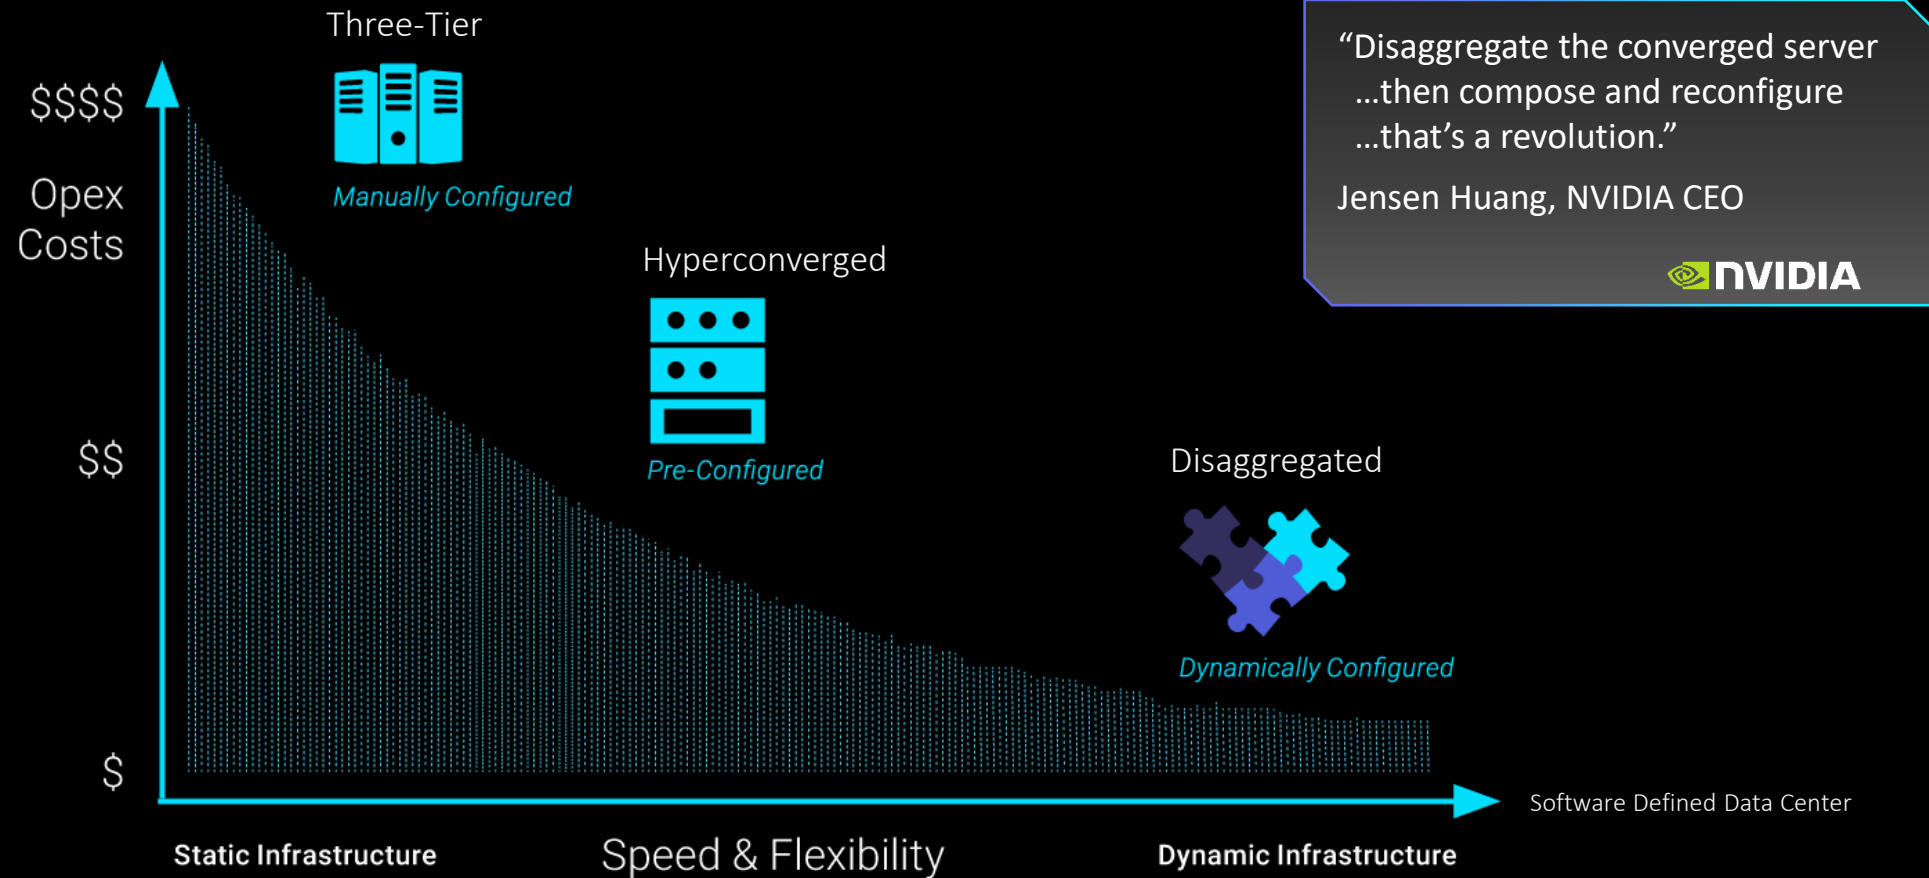 Three-Tier
$$$$
Opex
Costs
Manually Configured
“Disaggregate the converged server
…then compose and reconfigure
…that’s a revolution.”
Jensen Huang, NVIDIA CEO
NVIDIA
Hyperconverged
Pre-Configured
$$
Disaggregated
Dynamically Configured
$
Software Defined Data Center
Static Infrastructure
Speed & Flexibility
Dynamic Infrastructure